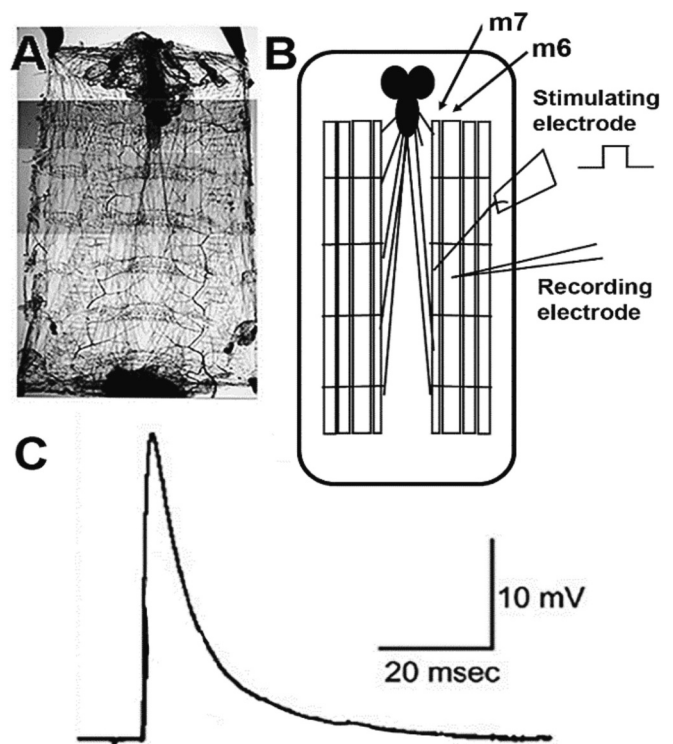 A
B
m7
m6
Stimulating
electrode
Recording
electrode
C
10 mV
20 msec